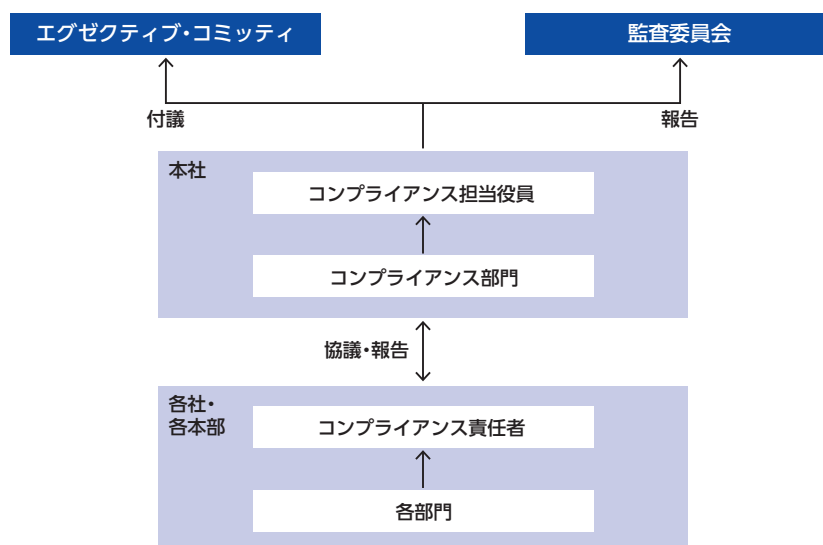 エグゼクティブ・コミッティ
監査委員会
付議
報告
本社
コンプライアンス担当役員
コンプライアンス部門
協議・報告
各社・
各本部
コンプライアンス責任者
各部門